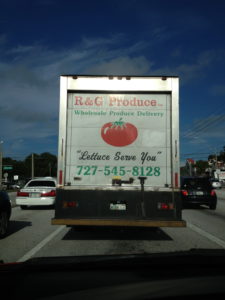 R&G Produce
Wholesale Produce Delivery
"Lettuce Serve You"
727-545-8128